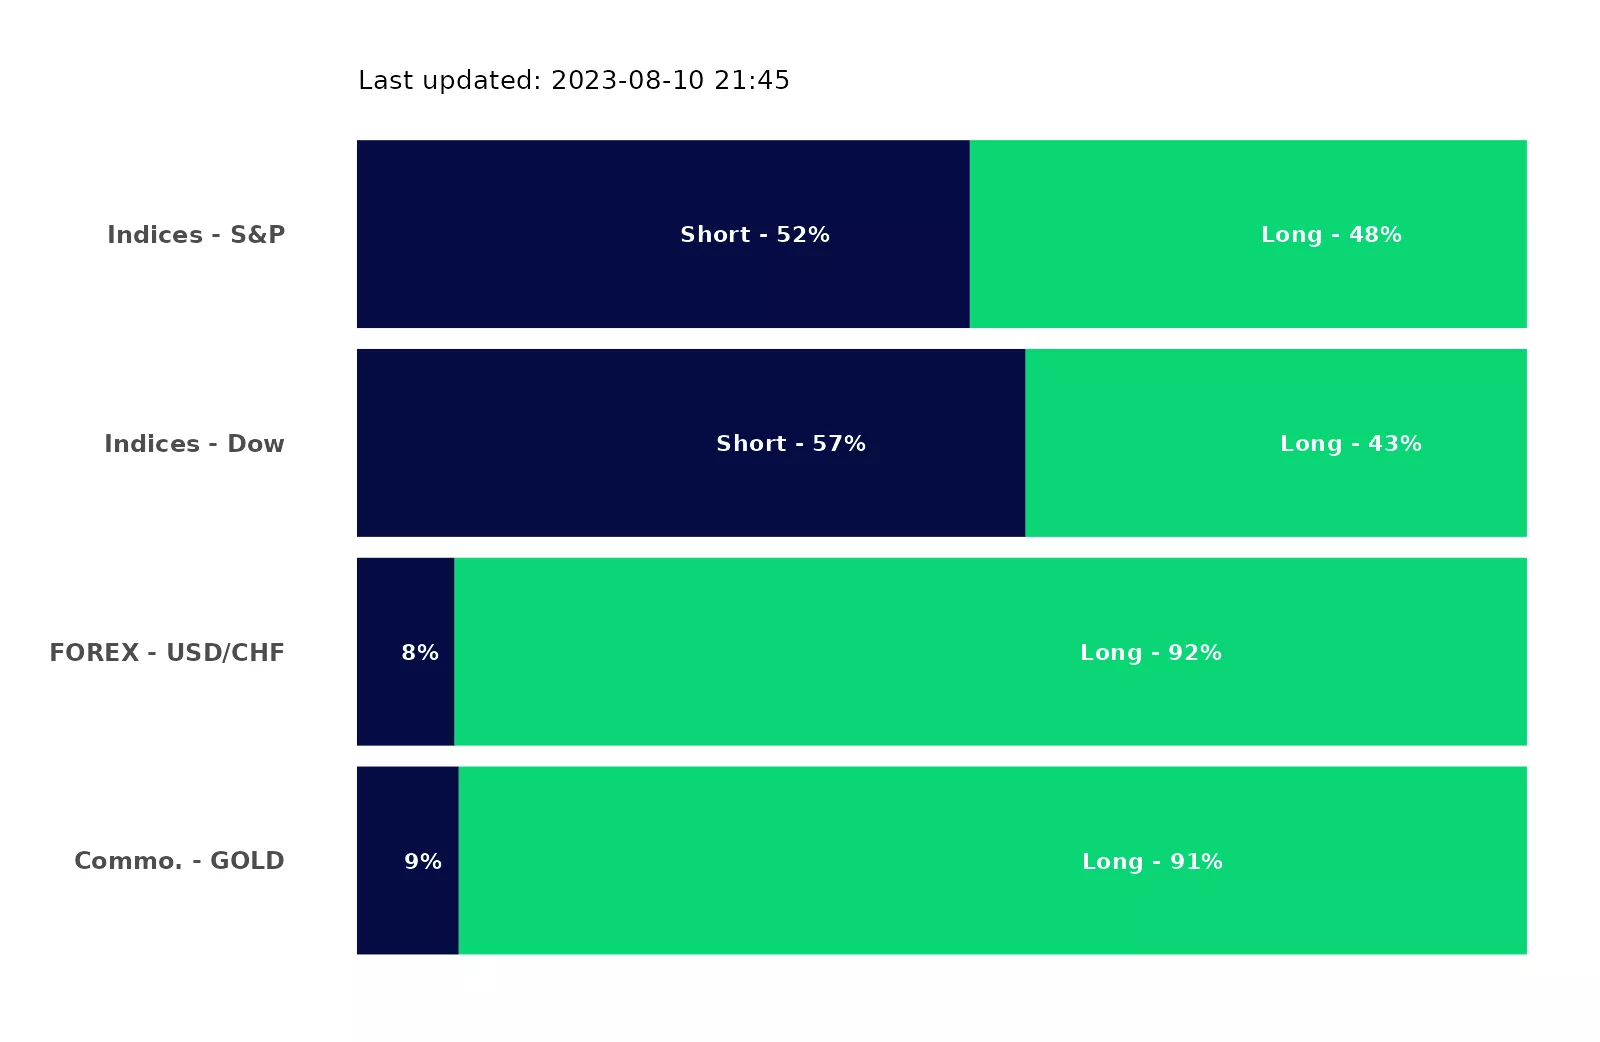 Last updated: 2023-08-10 21:45
Indices - S&P
Short - 52%
Long - 48%
Indices - Dow
Short - 57%
Long - 43%
FOREX - USD/CHF
8%
Long - 92%
Commo. - GOLD
9%
Long - 91%